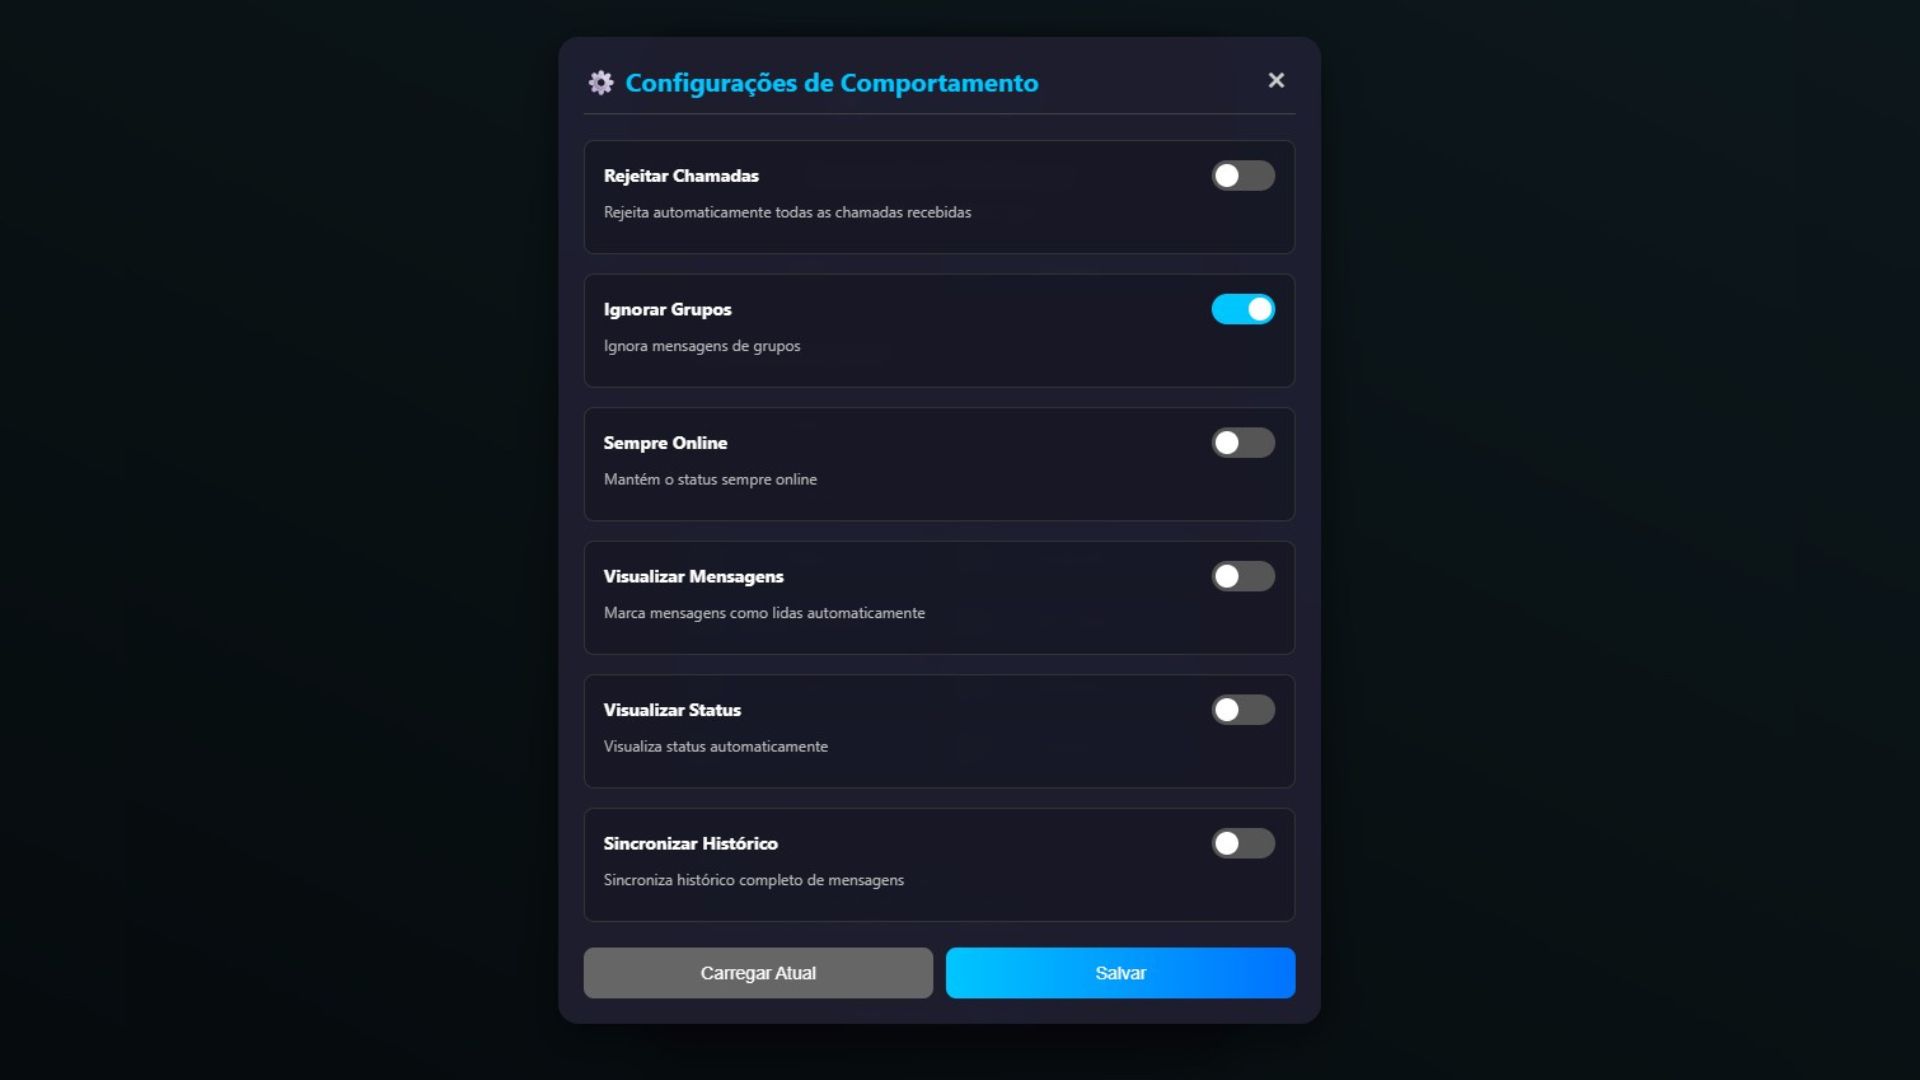 Configurações de Comportamento
Rejeitar Chamadas
Rejeita automaticamente todas as chamadas recebidas
Ignorar Grupos
Ignora mensagens de grupos
Sempre Online
Mantém o status sempre online
Visualizar Mensagens
Marca mensagens como lidas automaticamente
Visualizar Status
Visualiza status automaticamente
Sincronizar Histórico
Sincroniza histórico completo de mensagens
Carregar Atual
Salvar